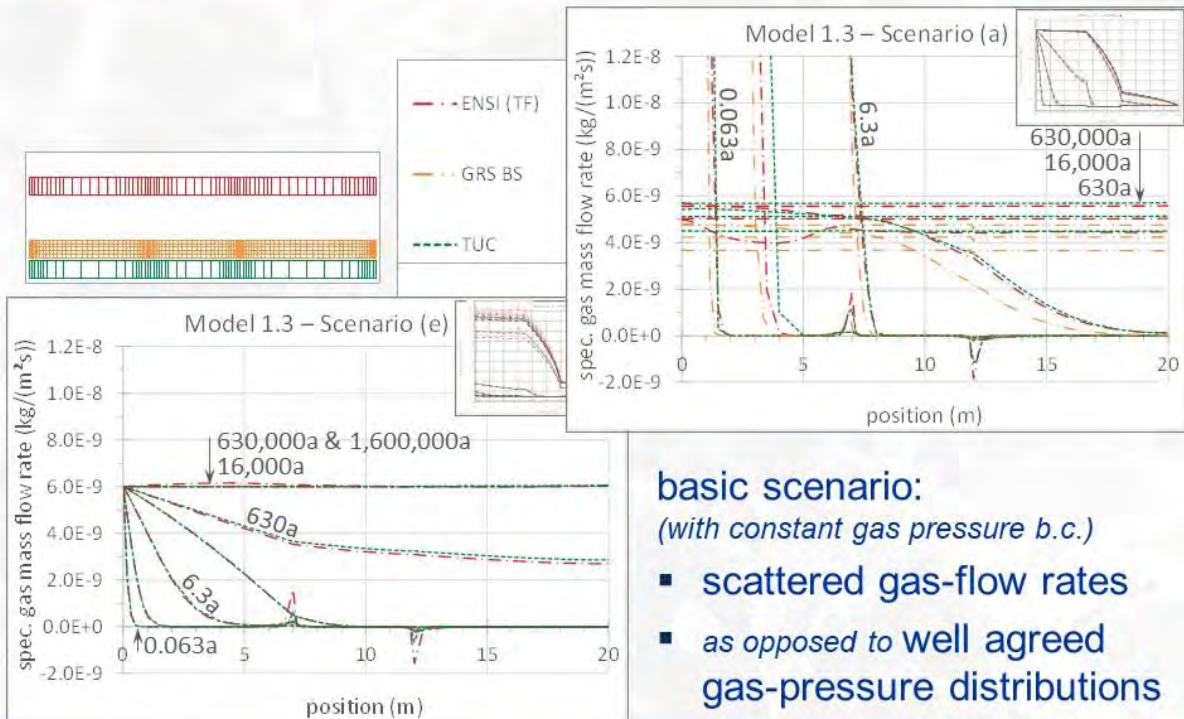 Model 1.3 – Scenario (a)
spec. gas mass flow rate (kg/(m²s))
1.2E-8
1.0E-8
8.0E-9
6.0E-9
4.0E-9
2.0E-9
0.0E+0
-2.0E-9
0.063a
6.3a
630,000a
16,000a
630a
0
5
10
15
20
position (m)
ENSI (TF)
GRS BS
TUC
Model 1.3 – Scenario (e)
spec. gas mass flow rate (kg/(m²s))
1.2E-8
1.0E-8
8.0E-9
6.0E-9
4.0E-9
2.0E-9
0.0E+0
-2.0E-9
630,000a & 1,600,000a
16,000a
630a
6.3a
0.063a
0
5
10
15
20
position (m)
basic scenario:
(with constant gas pressure b.c.)
▪ scattered gas-flow rates
▪ as opposed to well agreed
gas-pressure distributions